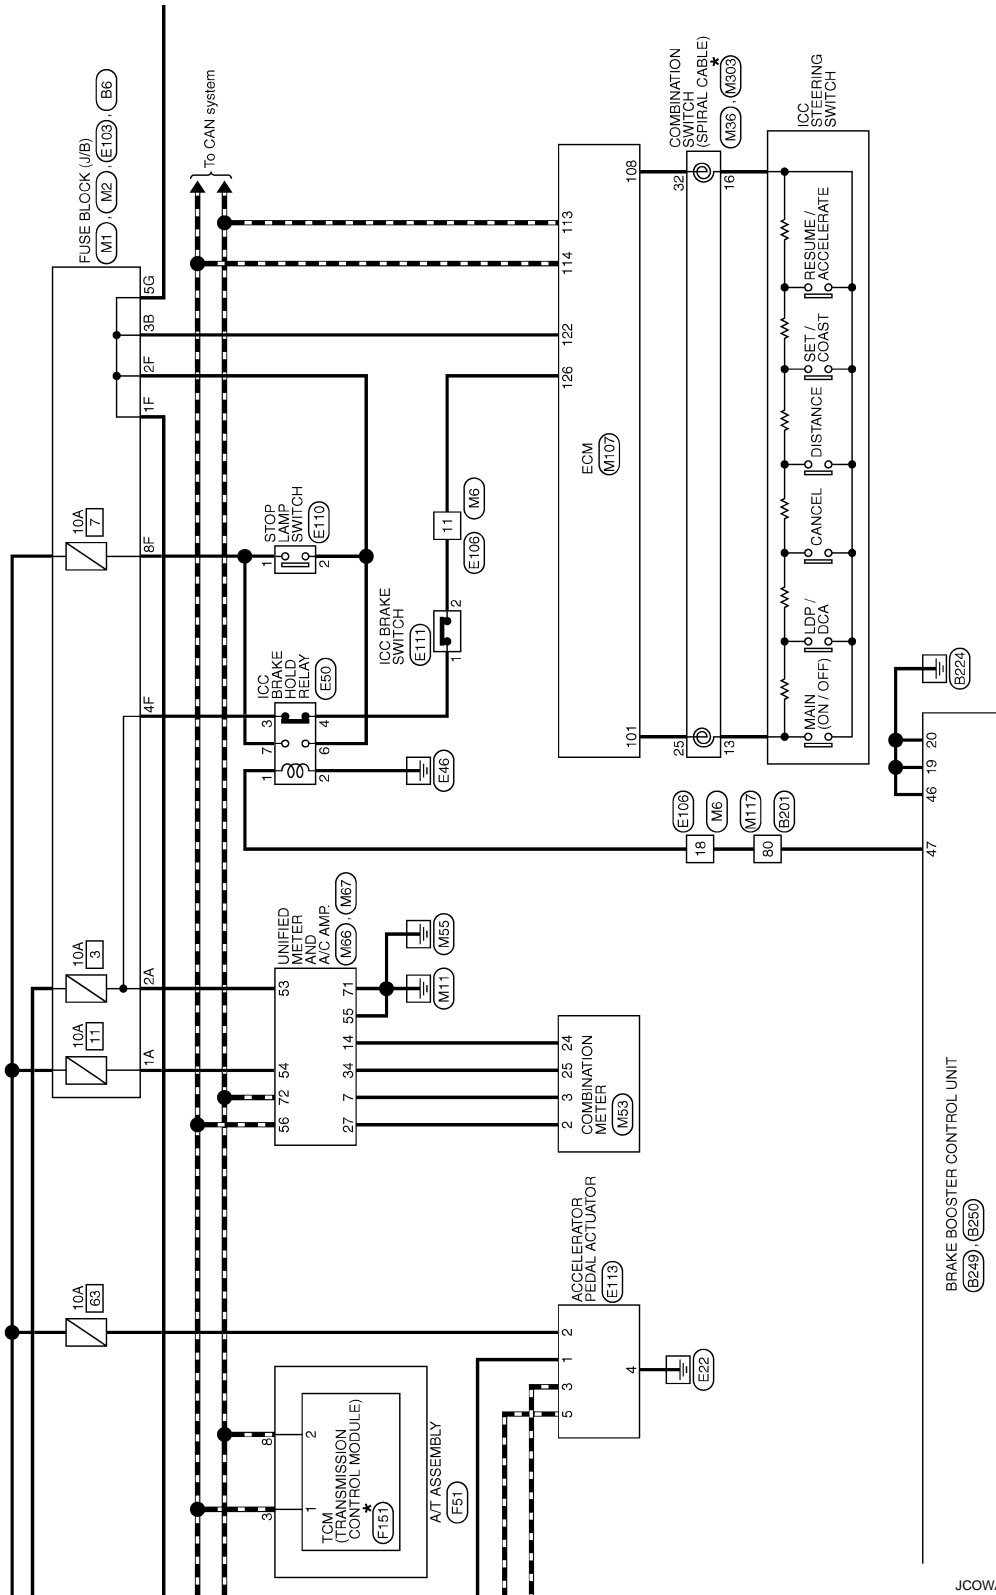 FUSE BLOCK (J/B)
M1 , M2 , E103 , B6
To CAN system
10A
7
10A
3
10A
11
10A
63
5G
3B
2F
1F
8F
4F
2A
1A
STOP
LAMP
SWITCH
E110
1
2
ICC
BRAKE
HOLD
RELAY
E50
3
7
1
4
6
2
E46
ICC BRAKE
SWITCH
E111
1
2
11
M6
E106
ECM
M107
113
114
122
126
108
101
COMBINATION
SWITCH
(SPIRAL CABLE)
*
M36 , M303
32
16
25
13
ICC
STEERING
SWITCH
RESUME /
ACCELERATE
SET /
COAST
DISTANCE
CANCEL
LDP /
DCA
MAIN
(ON / OFF)
E106
M6
18
M117
B201
80
B224
20
19
46
47
BRAKE BOOSTER CONTROL UNIT
B249 , B250
UNIFIED
METER
AND
A/C AMP.
M66 , M67
53
54
72
56
71
55
14
34
7
27
M55
M11
24
25
3
2
COMBINATION
METER
M53
ACCELERATOR
PEDAL ACTUATOR
E113
2
1
3
5
4
E22
TCM
(TRANSMISSION
CONTROL MODULE)
*
F151
8
2
3
1
A/T ASSEMBLY
F51